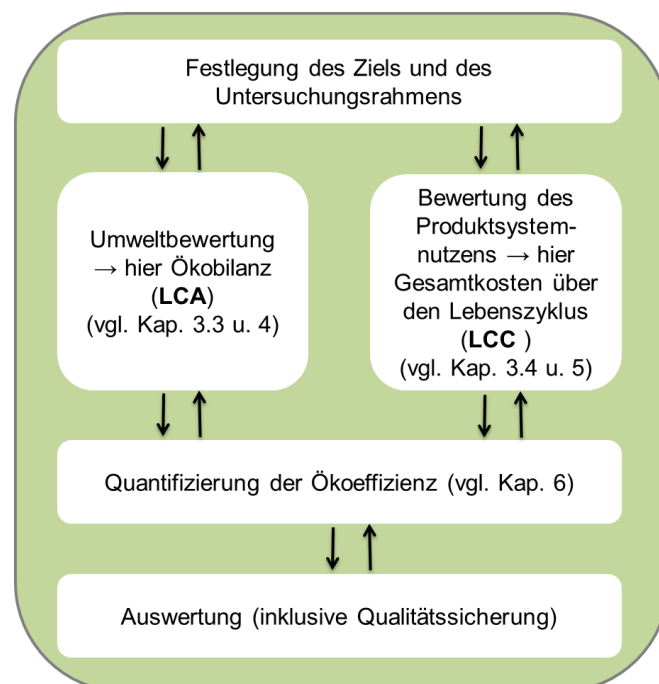 Festlegung des Ziels und des
Untersuchungsrahmens
Umweltbewertung
→ hier Ökobilanz
(LCA)
(vgl. Kap. 3.3 u. 4)
Bewertung des
Produktsystem-
nutzens → hier
Gesamtkosten über
den Lebenszyklus
(LCC )
(vgl. Kap. 3.4 u. 5)
Quantifizierung der Ökoeffizienz (vgl. Kap. 6)
Auswertung (inklusive Qualitätssicherung)